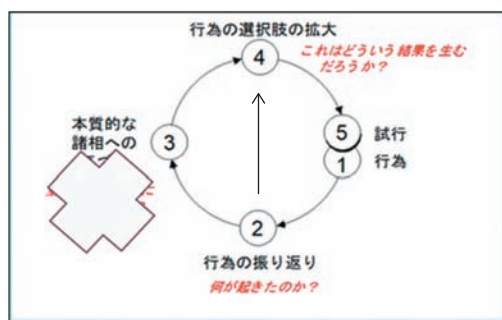 行為の選択肢の拡大
4
これはどういう結果を生む
だろうか？
本質的な
諸相への
3
5
試行
1
行為
2
行為の振り返り
何が起きたのか？